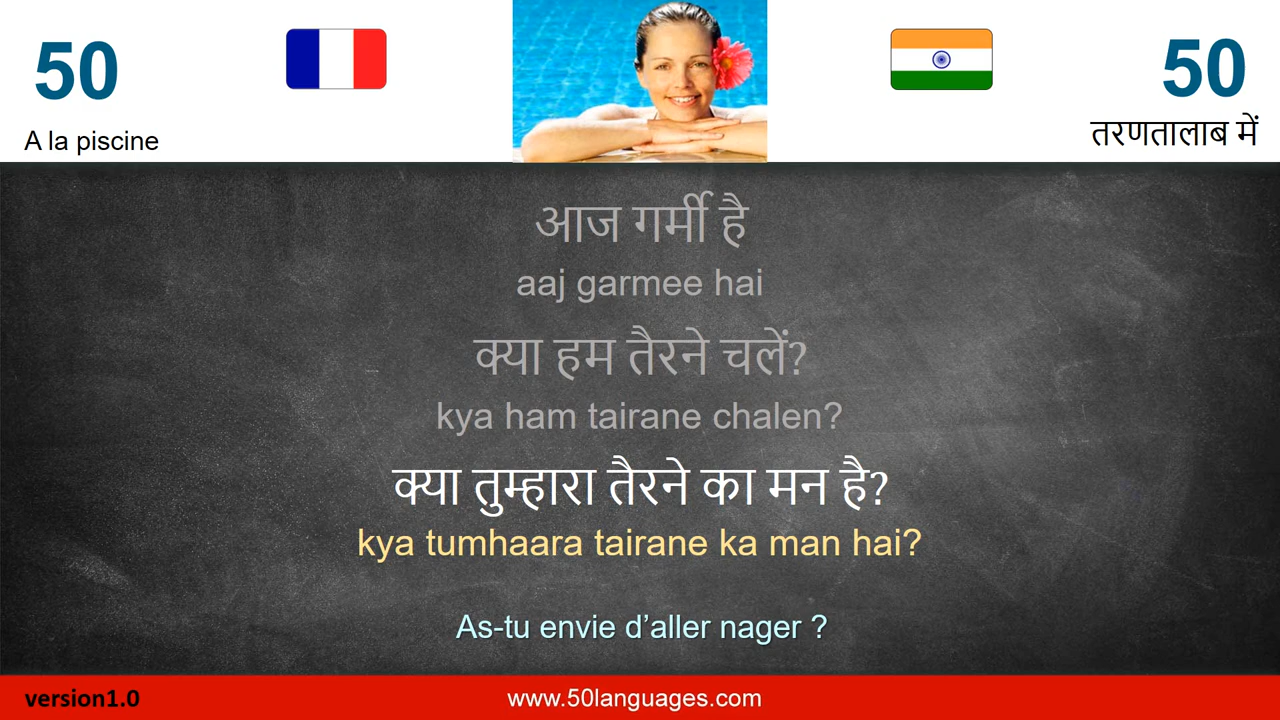 50
50
A la piscine
तरणतालाब में
आज गर्मी है
aaj garmee hai
क्या हम तैरने चलें?
kya ham tairane chalen?
क्या तुम्हारा तैरने का मन है?
kya tumhaara tairane ka man hai?
As-tu envie d’aller nager ?
version1.0
www.50languages.com